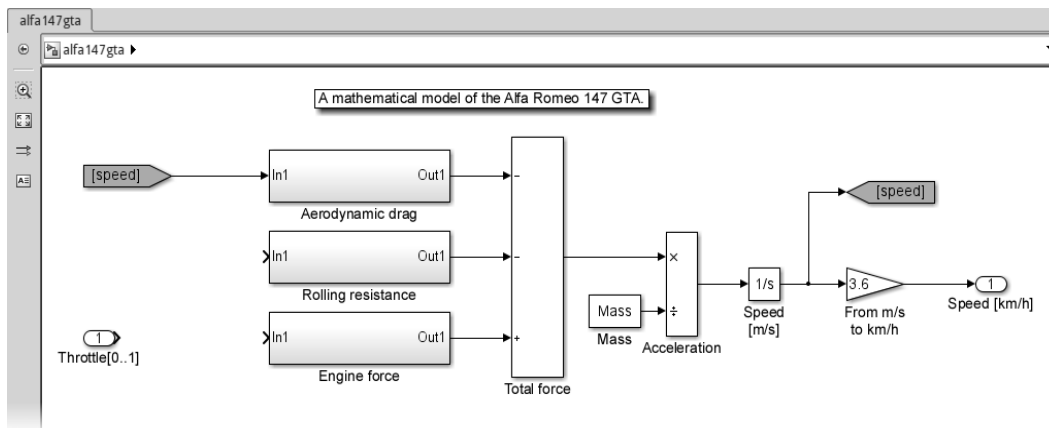 alfa147gta
alfa147gta
A mathematical model of the Alfa Romeo 147 GTA.
[speed]
In1 Out1
Aerodynamic drag
In1 Out1
Rolling resistance
In1 Out1
Engine force
1
Throttle[0..1]
−
−
+
Total force
Mass
Mass
×
÷
Acceleration
1/s
Speed
[m/s]
[speed]
3.6
From m/s
to km/h
1
Speed [km/h]